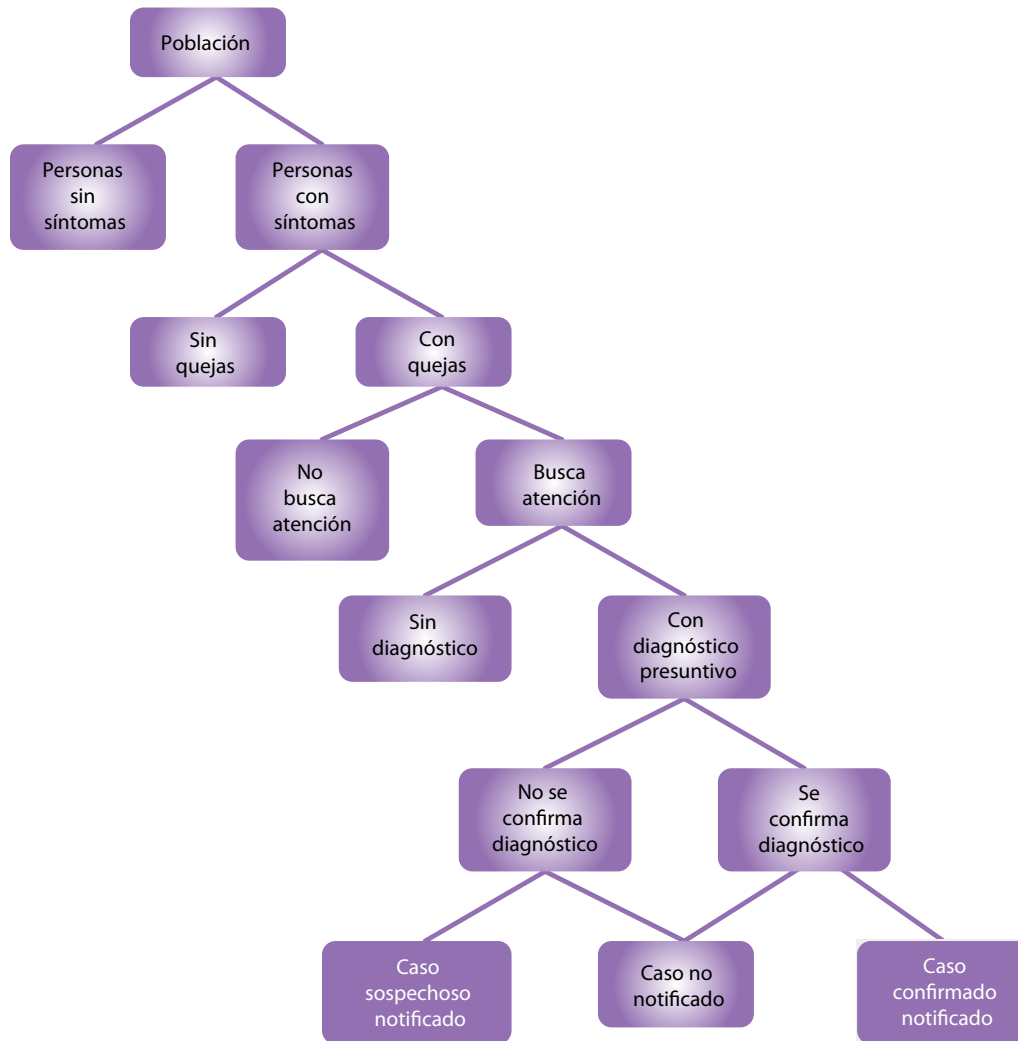 Población
Personas
sin
síntomas
Personas
con
síntomas
Sin
quejas
Con
quejas
No
busca
atención
Busca
atención
Sin
diagnóstico
Con
diagnóstico
presuntivo
No se
confirma
diagnóstico
Se
confirma
diagnóstico
Caso
sospechoso
notificado
Caso no
notificado
Caso
confirmado
notificado